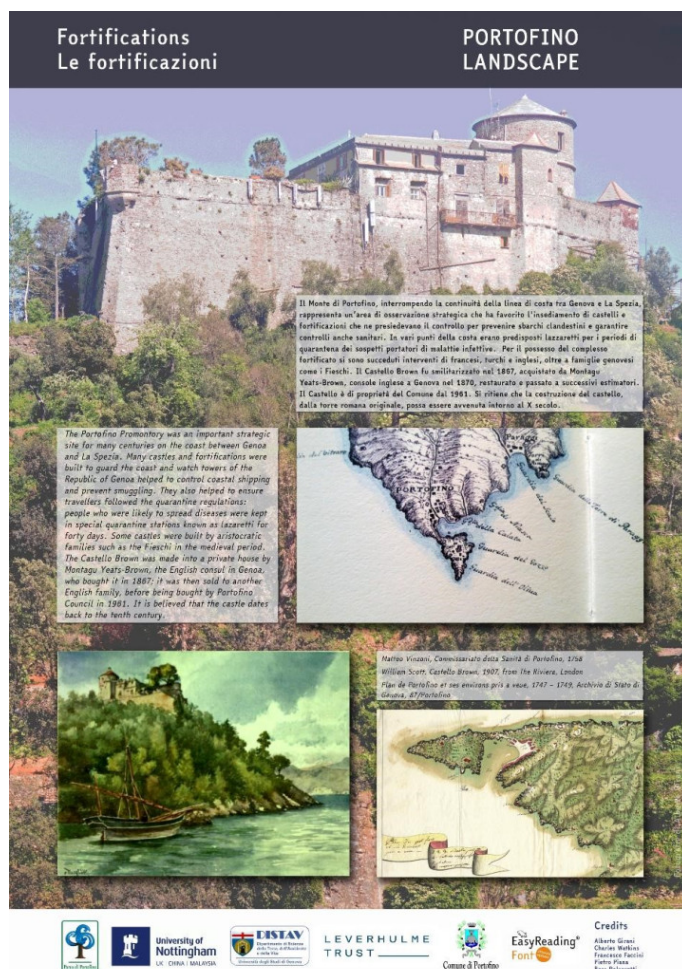 Fortifications
Le fortificazioni
PORTOFINO
LANDSCAPE
Il Monte di Portofino, interrompendo la continuità della linea di costa tra Genova e La Spezia,
rappresenta un'area di osservazione strategica che ha favorito l'insediamento di castelli e
fortificazioni che ne presiedevano il controllo per prevenire sbarchi clandestini e garantire
controlli anche sanitari. In vari punti della costa erano predisposti lazzaretti per i periodi di
quarantena dei sospetti portatori di malattie infettive. Per il possesso del complesso
fortificato si sono succeduti interventi di francesi, turchi e inglesi, oltre a famiglie genovesi
come i Fieschi. Il Castello Brown fu smilitarizzato nel 1867, acquistato da Montagu
Yeats-Brown, console inglese a Genova nel 1870, restaurato e passato a successivi estimatori.
Il Castello è di proprietà del Comune dal 1961. Si ritiene che la costruzione del castello,
dalla torre romana originale, possa essere avvenuta intorno al X secolo.
The Portofino Promontory was an important strategic
site for many centuries on the coast between Genoa
and La Spezia. Many castles and fortifications were
built to guard the coast and watch towers of the
Republic of Genoa helped to control coastal shipping
and prevent smuggling. They also helped to ensure
travellers followed the quarantine regulations:
people who were likely to spread diseases were kept
in special quarantine stations known as lazaretti for
forty days. Some castles were built by aristocratic
families such as the Fieschi in the medieval period.
The Castello Brown was made into a private house by
Montagu Yeats-Brown, the English consul in Genoa,
who bought it in 1867; it was then sold to another
English family, before being bought by Portofino
Council in 1961. It is believed that the castle dates
back to the tenth century.
Paraggi
PORTOFINO
Matteo Vinzoni, Commissariato della Sanità di Portofino, 1758
William Scott, Castello Brown, 1907, from The Riviera, London
Plan de Portofino et ses environs pris a veue, 1747 – 1749, Archivio di Stato di
Genova, 87/Portofino
University of
Nottingham
UK · CHINA · MALAYSIA
DISTAV
LEVERHULME
TRUST
Comune di Portofino
EasyReading®
Font
Credits
Alberto Girani
Charles Watkins
Francesco Faccini
Pietro Piana